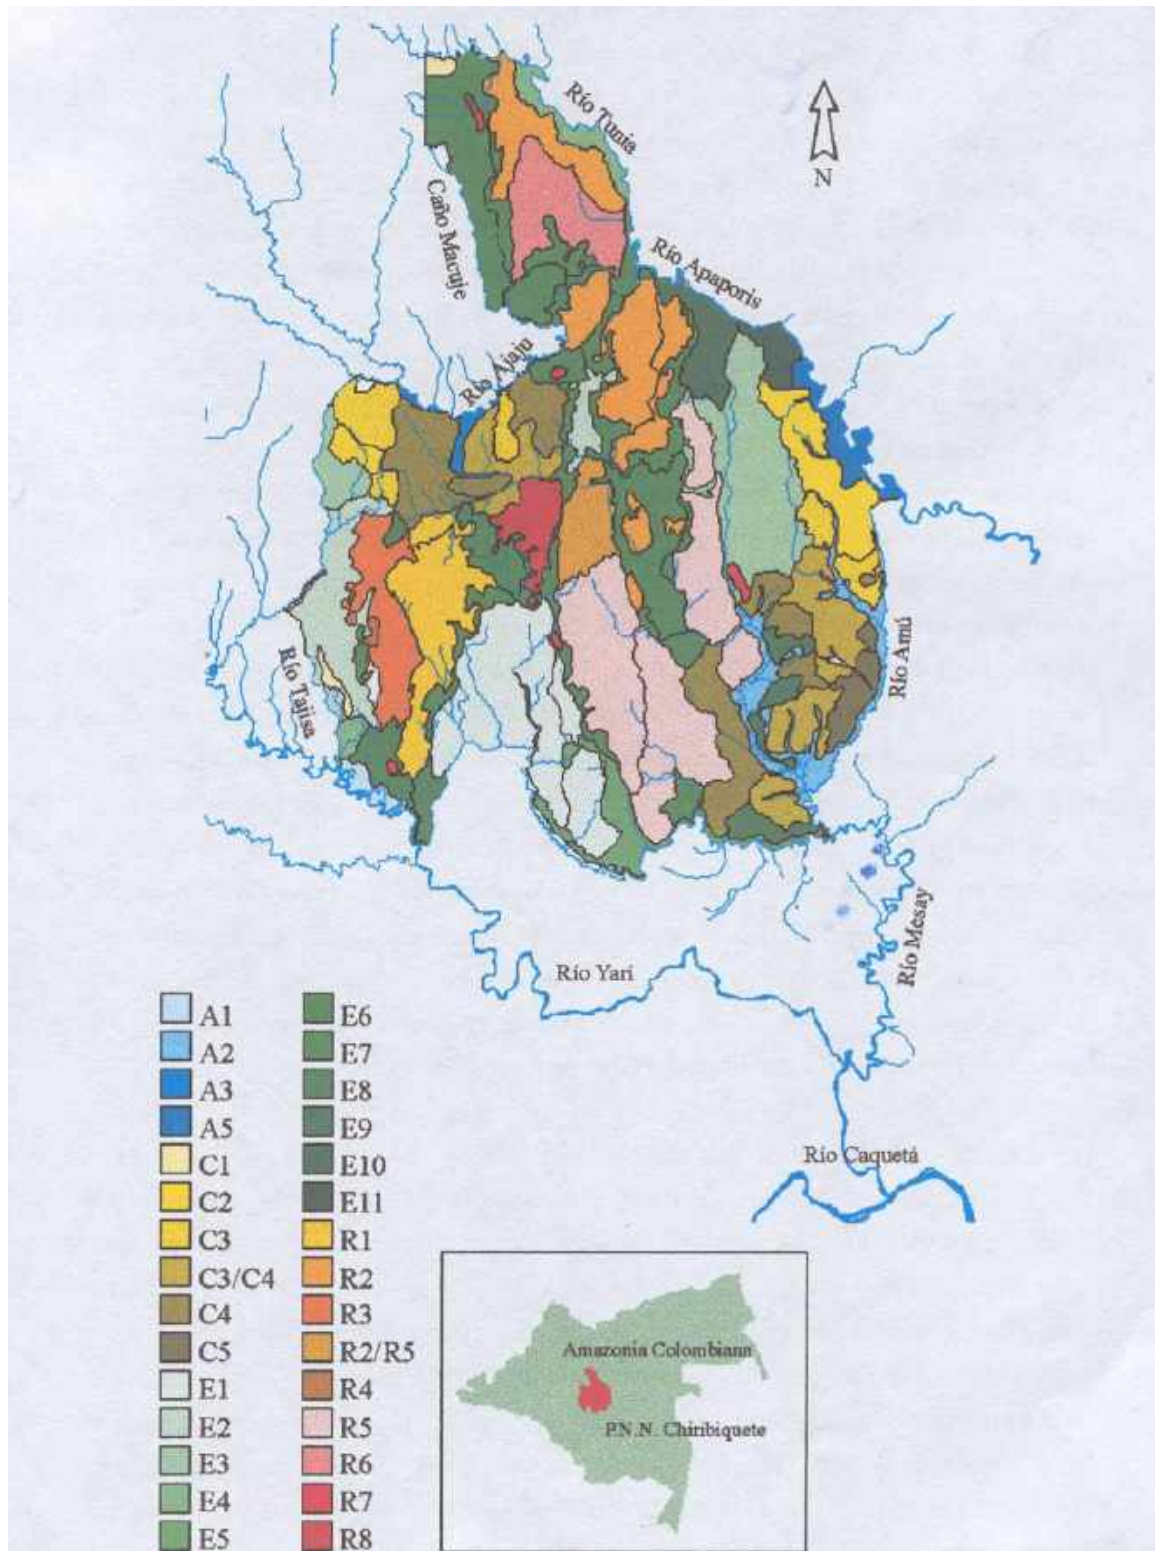 Río Tunía
N
Caño Macuje
Río Apaporis
Río Ajaju
Río Amú
Río Tajisa
Río Mesay
Río Yarí
Río Caquetá
A1
A2
A3
A5
C1
C2
C3
C3/C4
C4
C5
E1
E2
E3
E4
E5
E6
E7
E8
E9
E10
E11
R1
R2
R3
R2/R5
R4
R5
R6
R7
R8
Amazonia Colombiana
P.N.N. Chiribiquete